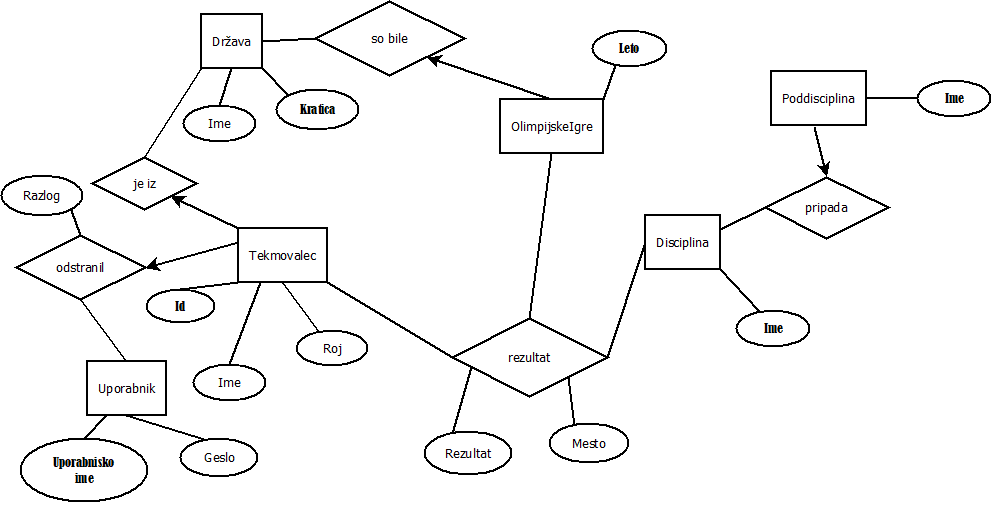 Država
so bile
Leto
Ime
Kratica
OlimpijskeIgre
Poddisciplina
Ime
je iz
Razlog
pripada
Disciplina
Tekmovalec
odstranil
Id
Ime
Roj
Ime
rezultat
Uporabnik
Rezultat
Mesto
Uporabnisko
ime
Geslo